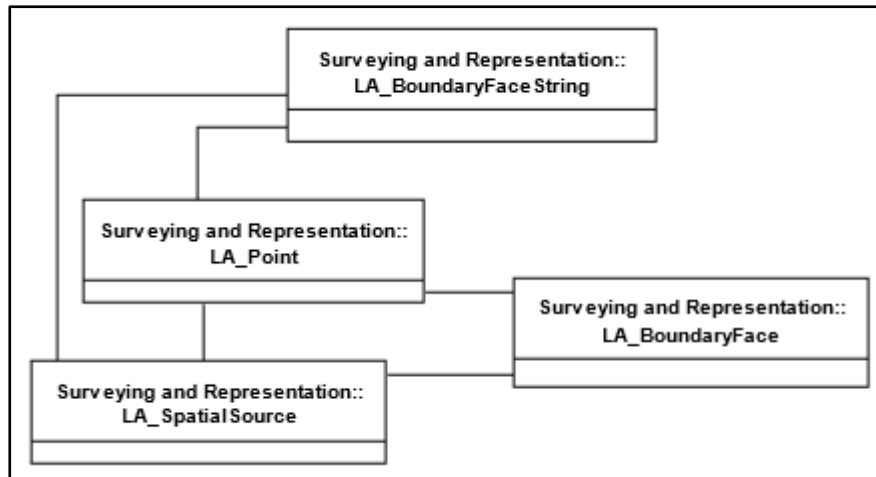 Surveying and Representation::
LA_BoundaryFaceString
Surveying and Representation::
LA_Point
Surveying and Representation::
LA_BoundaryFace
Surveying and Representation::
LA_SpatialSource